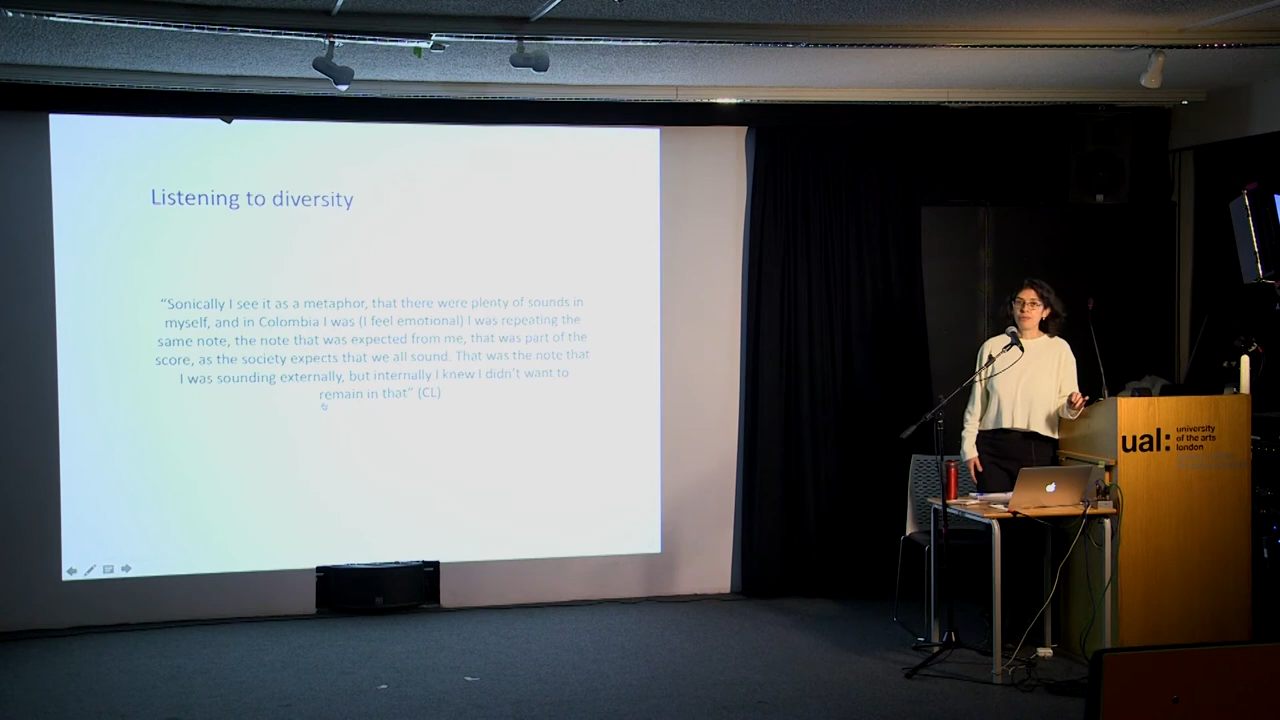 Listening to diversity
“Sonically I see it as a metaphor, that there were plenty of sounds in
myself, and in Colombia I was (I feel emotional) I was repeating the
same note, the note that was expected from me, that was part of the
score, as the society expects that we all sound. That was the note that
I was sounding externally, but internally I knew I didn’t want to
remain in that” (CL)
ual:
university
of the arts
london